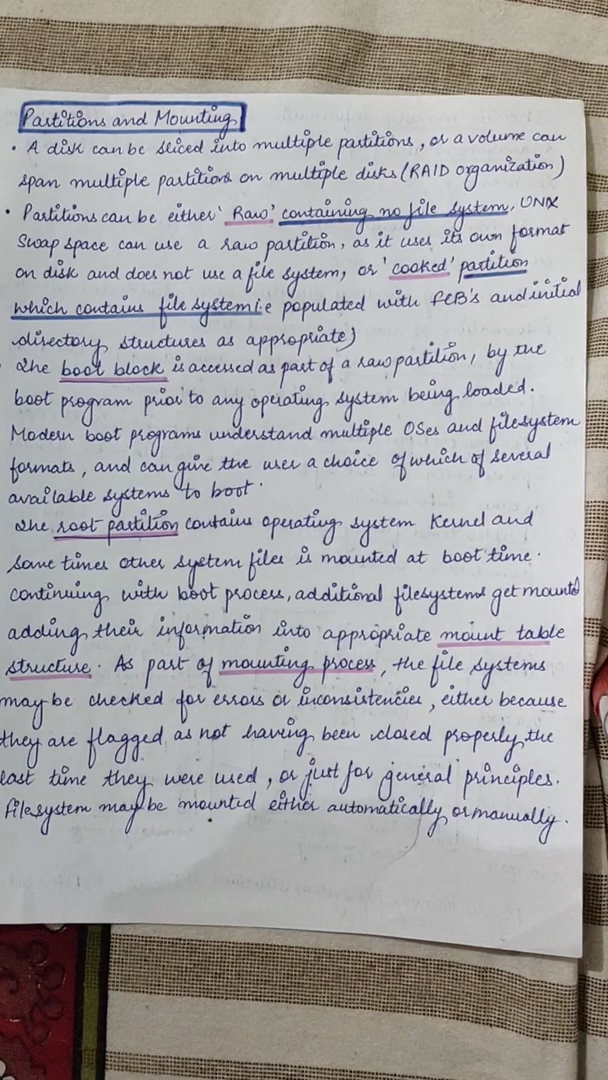 Partitions and Mounting
• A disk can be sliced into multiple partitions, or a volume can
span multiple partitions on multiple disks (RAID organization)
• Partitions can be either 'Raw' containing no file system, UNIX
Swap space can use a raw partition, as it uses its own format
on disk and does not use a file system, or 'cooked' partition
which contains file system i.e populated with FCB's and initial
directory structures as appropriate)
The boot block is accessed as part of a raw partition, by the
boot program prior to any operating system being loaded.
Modern boot programs understand multiple OSes and filesystem
formats, and can give the user a choice of which of several
available systems to boot.
The root partition contains operating system Kernel and
some times other system files is mounted at boot time.
continuing with boot process, additional filesystems get mounted
adding their information into appropriate mount table
structure. As part of mounting process, the file systems
may be checked for errors or inconsistencies, either because
they are flagged as not having been closed properly the
last time they were used, or just for general principles.
Filesystem may be mounted either automatically or manually.